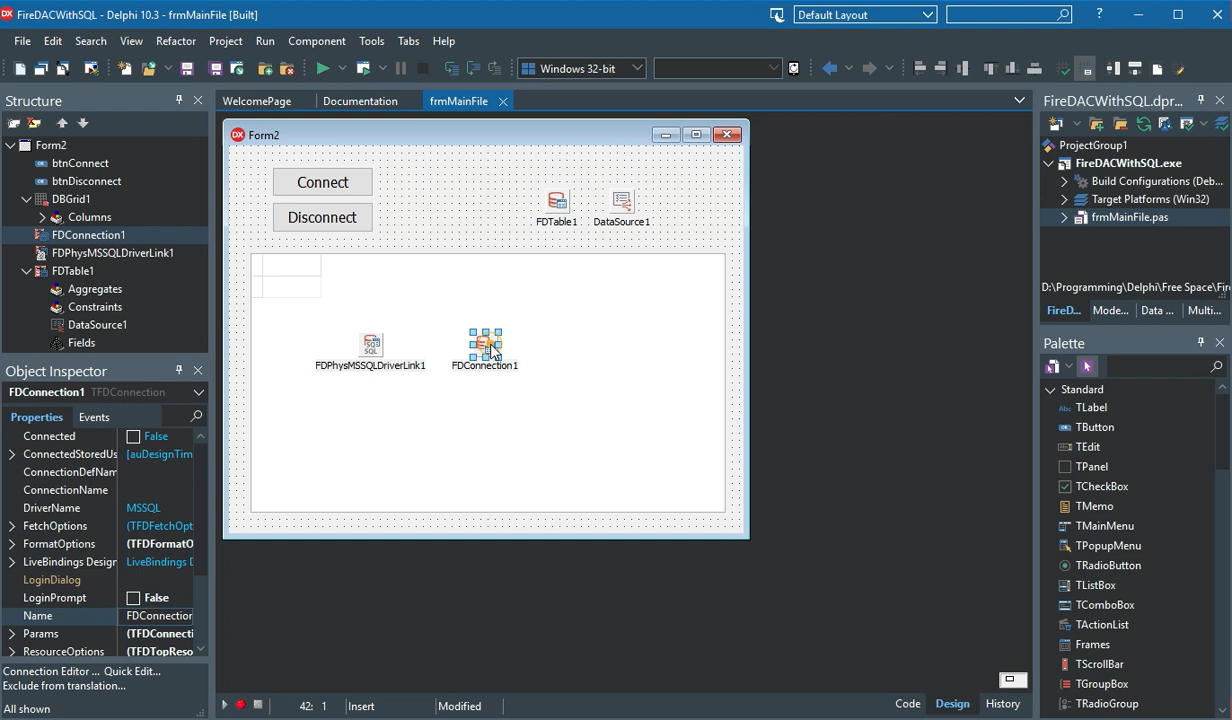 FireDACWithSQL - Delphi 10.3 - frmMainFile [Built]
Default Layout
File Edit Search View Refactor Project Run Component Tools Tabs Help
Windows 32-bit
Structure
Form2
btnConnect
btnDisconnect
DBGrid1
Columns
FDConnection1
FDPhysMSSQLDriverLink1
FDTable1
Aggregates
Constraints
DataSource1
Fields
Object Inspector
FDConnection1 TFDConnection
Properties Events
Connected False
ConnectedStoredUs [auDesignTim
ConnectionDefNam
ConnectionName
DriverName MSSQL
FetchOptions (TFDFetchOpt
FormatOptions (TFDFormatO
LiveBindings Design LiveBindings D
LoginDialog
LoginPrompt False
Name FDConnection
Params (TFDConnecti
ResourceOptions (TFDTopReso
Connection Editor ... Quick Edit...
Exclude from translation...
All shown
WelcomePage Documentation frmMainFile
DX Form2
Connect
Disconnect
FDTable1 DataSource1
FDPhysMSSQLDriverLink1 FDConnection1
42: 1 Insert Modified
Code Design History
FireDACWithSQL.dpr...
ProjectGroup1
FireDACWithSQL.exe
Build Configurations (Deb...
Target Platforms (Win32)
frmMainFile.pas
D:\Programming\Delphi\Free Space\Fire
FireD... Mode... Data ... Multi...
Palette
Standard
TLabel
TButton
TEdit
TPanel
TCheckBox
TMemo
TMainMenu
TPopupMenu
TRadioButton
TListBox
TComboBox
TActionList
Frames
TScrollBar
TGroupBox
TRadioGroup